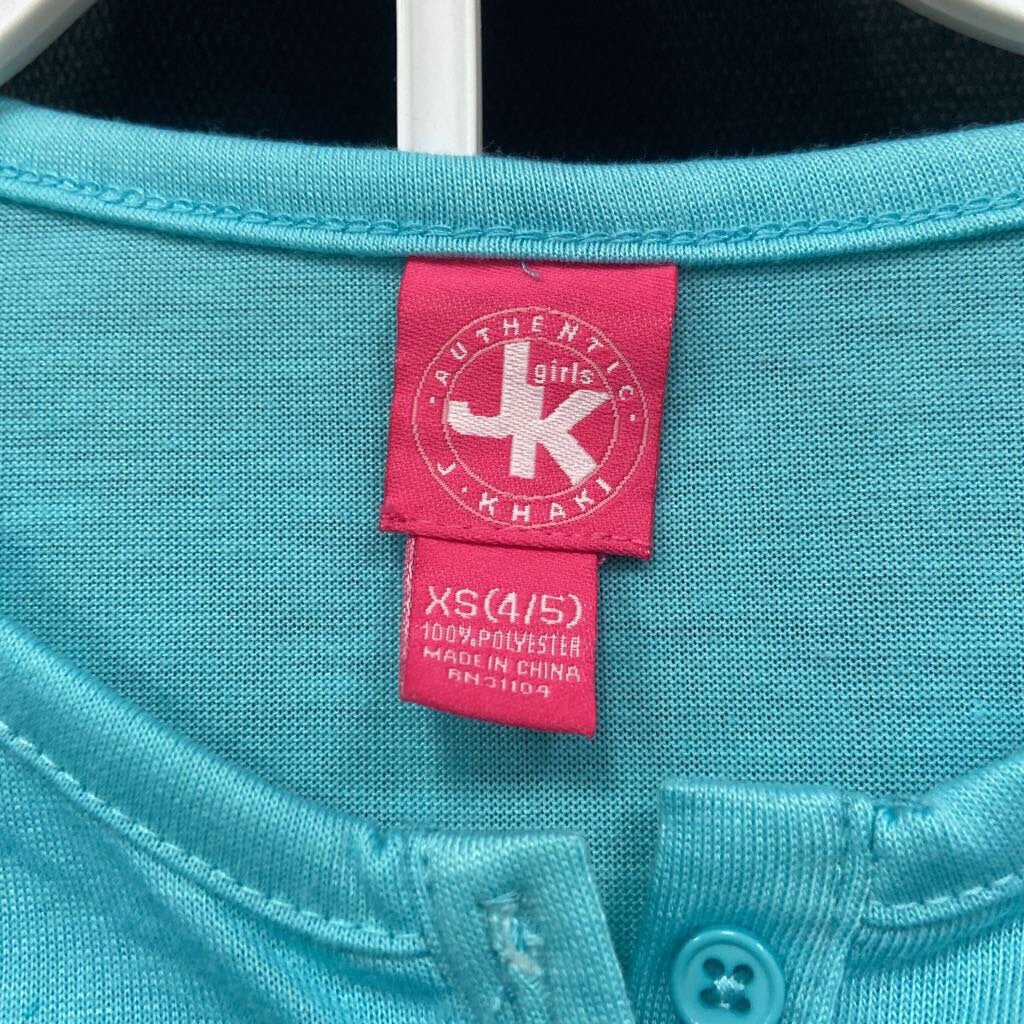 AUTHENTIC
JK
girls
J. KHAKI
XS(4/5)
100% POLYESTER
MADE IN CHINA
RN31104